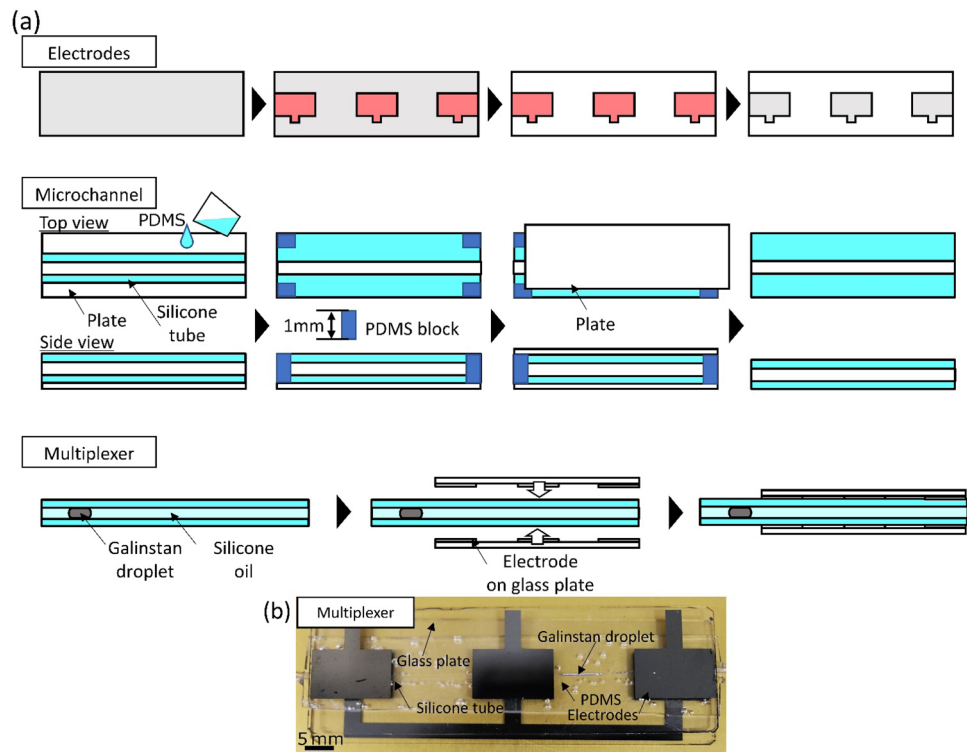 (a)
Electrodes
Microchannel
Top view
PDMS
Plate
Silicone
tube
1mm
PDMS block
Plate
Side view
Multiplexer
Galinstan
droplet
Silicone
oil
Electrode
on glass plate
(b)
Multiplexer
Glass plate
Galinstan droplet
Silicone tube
PDMS
Electrodes
5 mm